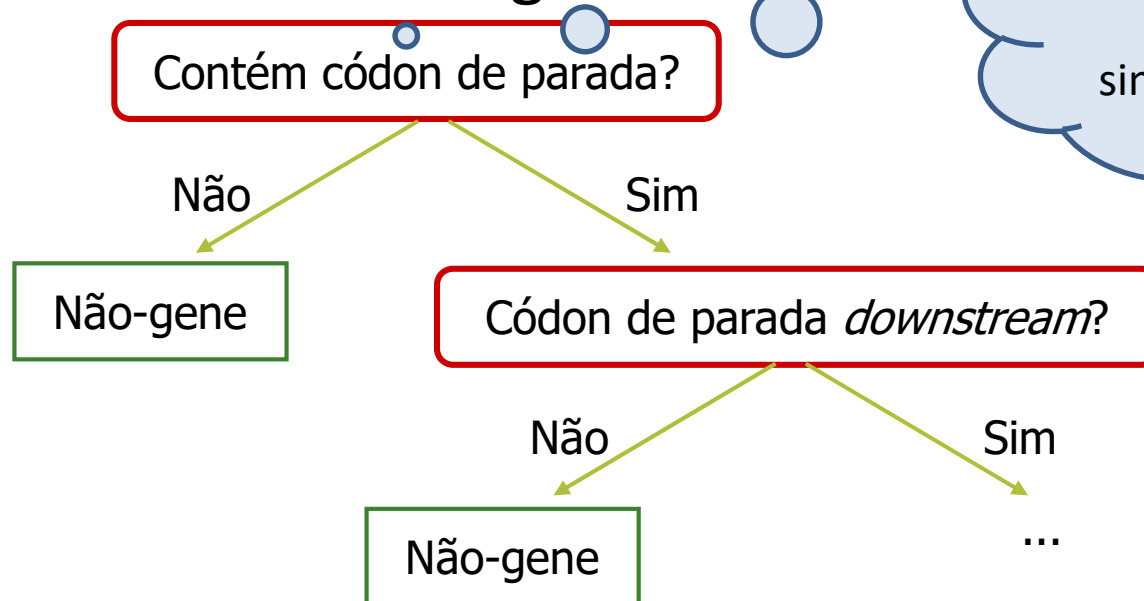 Contém códon de parada?
Não
Sim
Não-gene
Códon de parada downstream?
Não
Sim
Não-gene
...